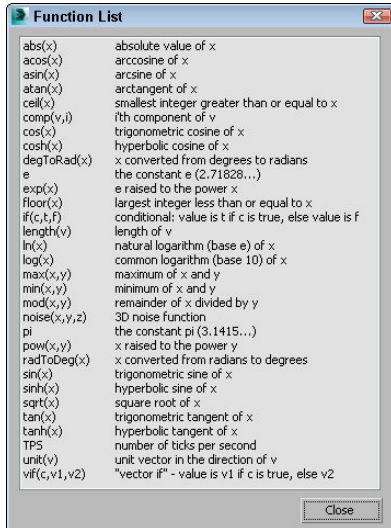 Function List
abs(x) absolute value of x
acos(x) arccosine of x
asin(x) arcsine of x
atan(x) arctangent of x
ceil(x) smallest integer greater than or equal to x
comp(v,i) i'th component of v
cos(x) trigonometric cosine of x
cosh(x) hyperbolic cosine of x
degToRad(x) x converted from degrees to radians
e the constant e (2.71828...)
exp(x) e raised to the power x
floor(x) largest integer less than or equal to x
if(c,t,f) conditional: value is t if c is true, else value is f
length(v) length of v
ln(x) natural logarithm (base e) of x
log(x) common logarithm (base 10) of x
max(x,y) maximum of x and y
min(x,y) minimum of x and y
mod(x,y) remainder of x divided by y
noise(x,y,z) 3D noise function
pi the constant pi (3.1415...)
pow(x,y) x raised to the power y
radToDeg(x) x converted from radians to degrees
sin(x) trigonometric sine of x
sinh(x) hyperbolic sine of x
sqrt(x) square root of x
tan(x) trigonometric tangent of x
tanh(x) hyperbolic tangent of x
TPS number of ticks per second
unit(v) unit vector in the direction of v
vif(c,v1,v2) "vector if" - value is v1 if c is true, else v2
Close